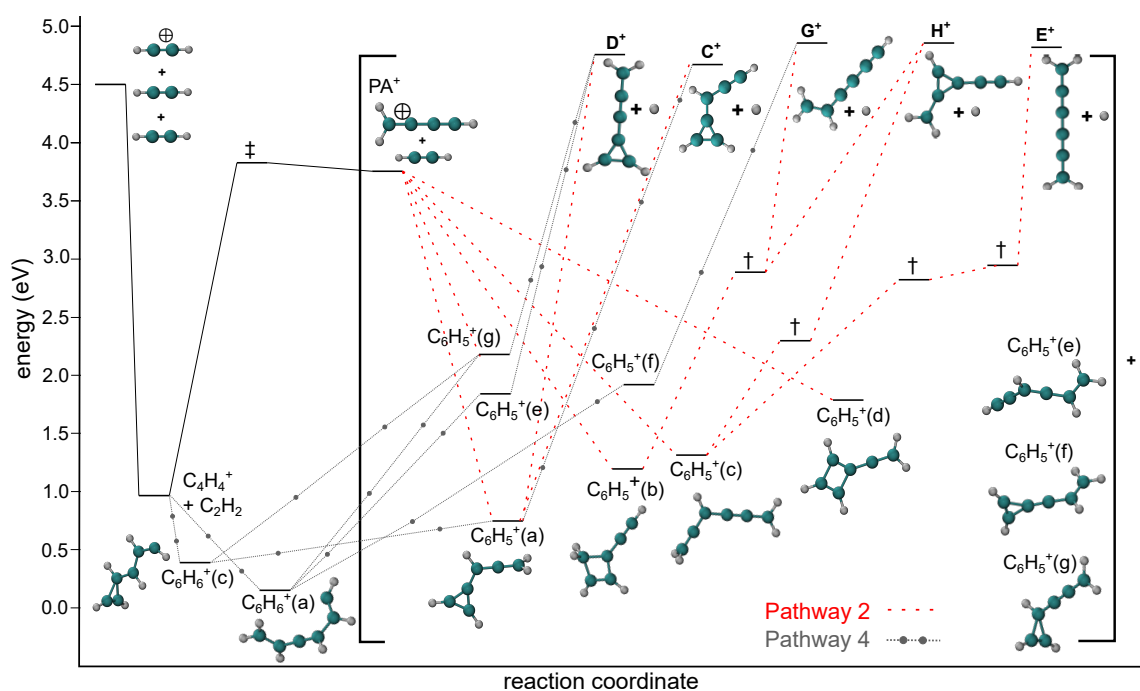 5.0
4.5
4.0
3.5
3.0
2.5
2.0
1.5
1.0
0.5
0.0
energy (eV)
reaction coordinate
⊕
+
+
‡
PA⁺
⊕
+
D⁺
+
C⁺
+
G⁺
+
H⁺
+
E⁺
+
+
†
†
†
†
C₆H₅⁺(g)
C₆H₅⁺(f)
C₆H₅⁺(e)
C₆H₅⁺(e)
C₆H₅⁺(d)
C₄H₄⁺
+ C₂H₂
C₆H₅⁺(b)
C₆H₅⁺(c)
C₆H₅⁺(f)
C₆H₅⁺(a)
C₆H₆⁺(c)
C₆H₆⁺(a)
C₆H₅⁺(g)
Pathway 2
Pathway 4